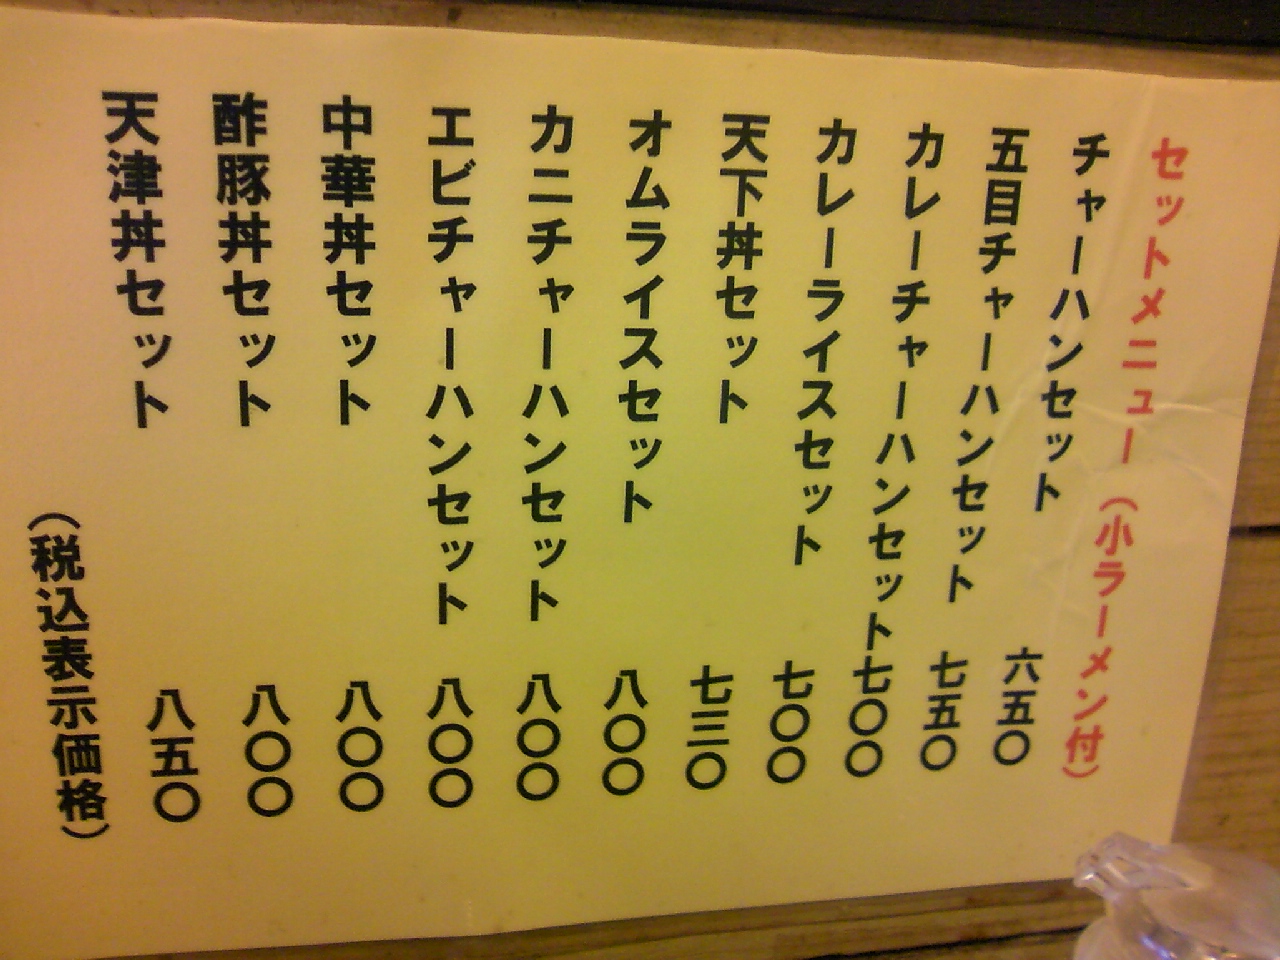 セットメニュー（小ラーメン付）
チャーハンセット 六五〇
五目チャーハンセット 七五〇
カレーチャーハンセット 七〇〇
カレーライスセット 七〇〇
天下丼セット 七三〇
オムライスセット 八〇〇
カニチャーハンセット 八〇〇
エビチャーハンセット 八〇〇
中華丼セット 八〇〇
酢豚丼セット 八〇〇
天津丼セット 八五〇
（税込表示価格）